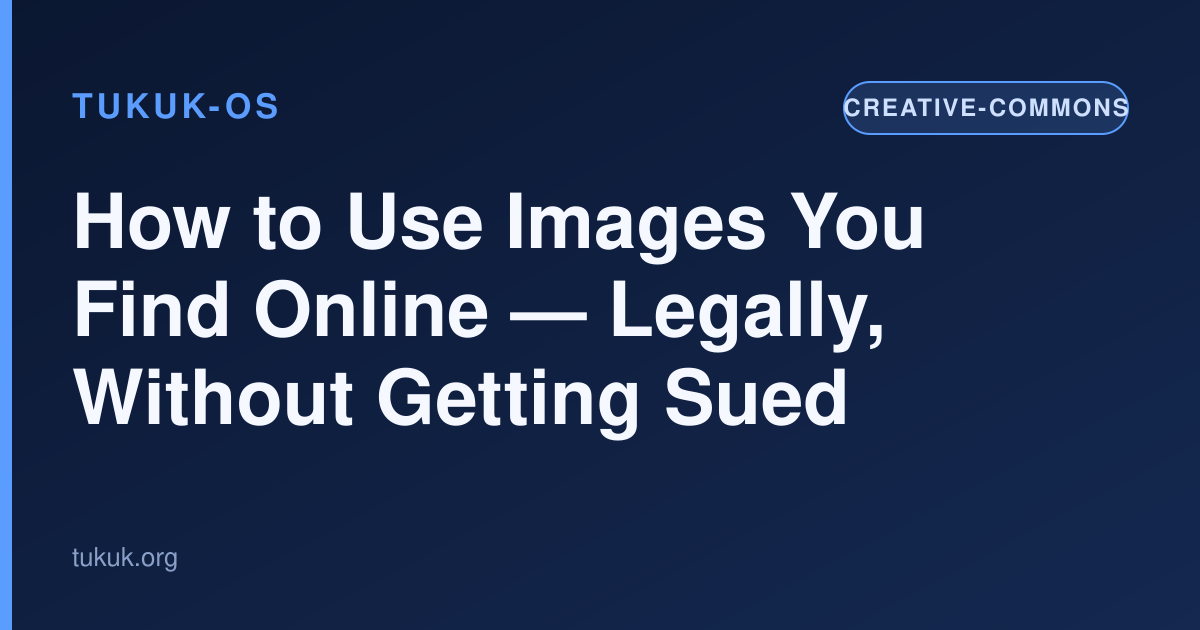 TUKUK-OS
CREATIVE-COMMONS
How to Use Images You
Find Online — Legally,
Without Getting Sued
tukuk.org